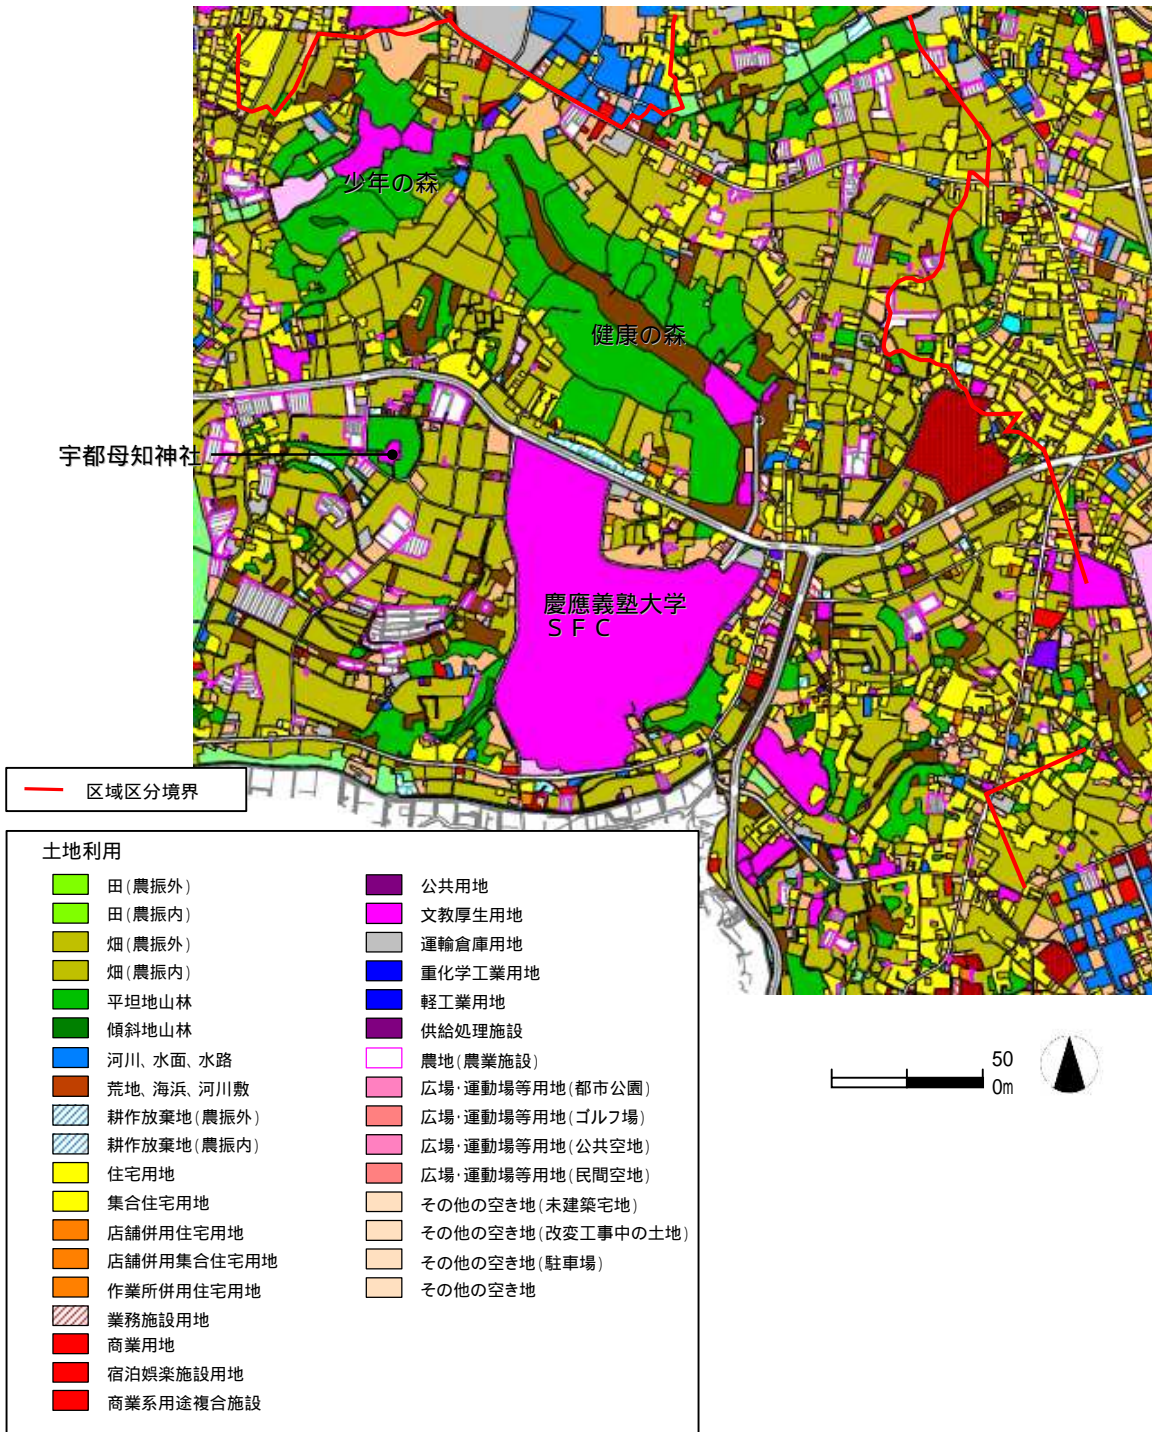 少年の森
健康の森
宇都母知神社
慶應義塾大学
ＳＦＣ
区域区分境界
土地利用
田(農振外)
田(農振内)
畑(農振外)
畑(農振内)
平坦地山林
傾斜地山林
河川、水面、水路
荒地、海浜、河川敷
耕作放棄地(農振外)
耕作放棄地(農振内)
住宅用地
集合住宅用地
店舗併用住宅用地
店舗併用集合住宅用地
作業所併用住宅用地
業務施設用地
商業用地
宿泊娯楽施設用地
商業系用途複合施設
公共用地
文教厚生用地
運輸倉庫用地
重化学工業用地
軽工業用地
供給処理施設
農地(農業施設)
広場・運動場等用地(都市公園)
広場・運動場等用地(ゴルフ場)
広場・運動場等用地(公共空地)
広場・運動場等用地(民間空地)
その他の空き地(未建築宅地)
その他の空き地(改変工事中の土地)
その他の空き地(駐車場)
その他の空き地
50
0m